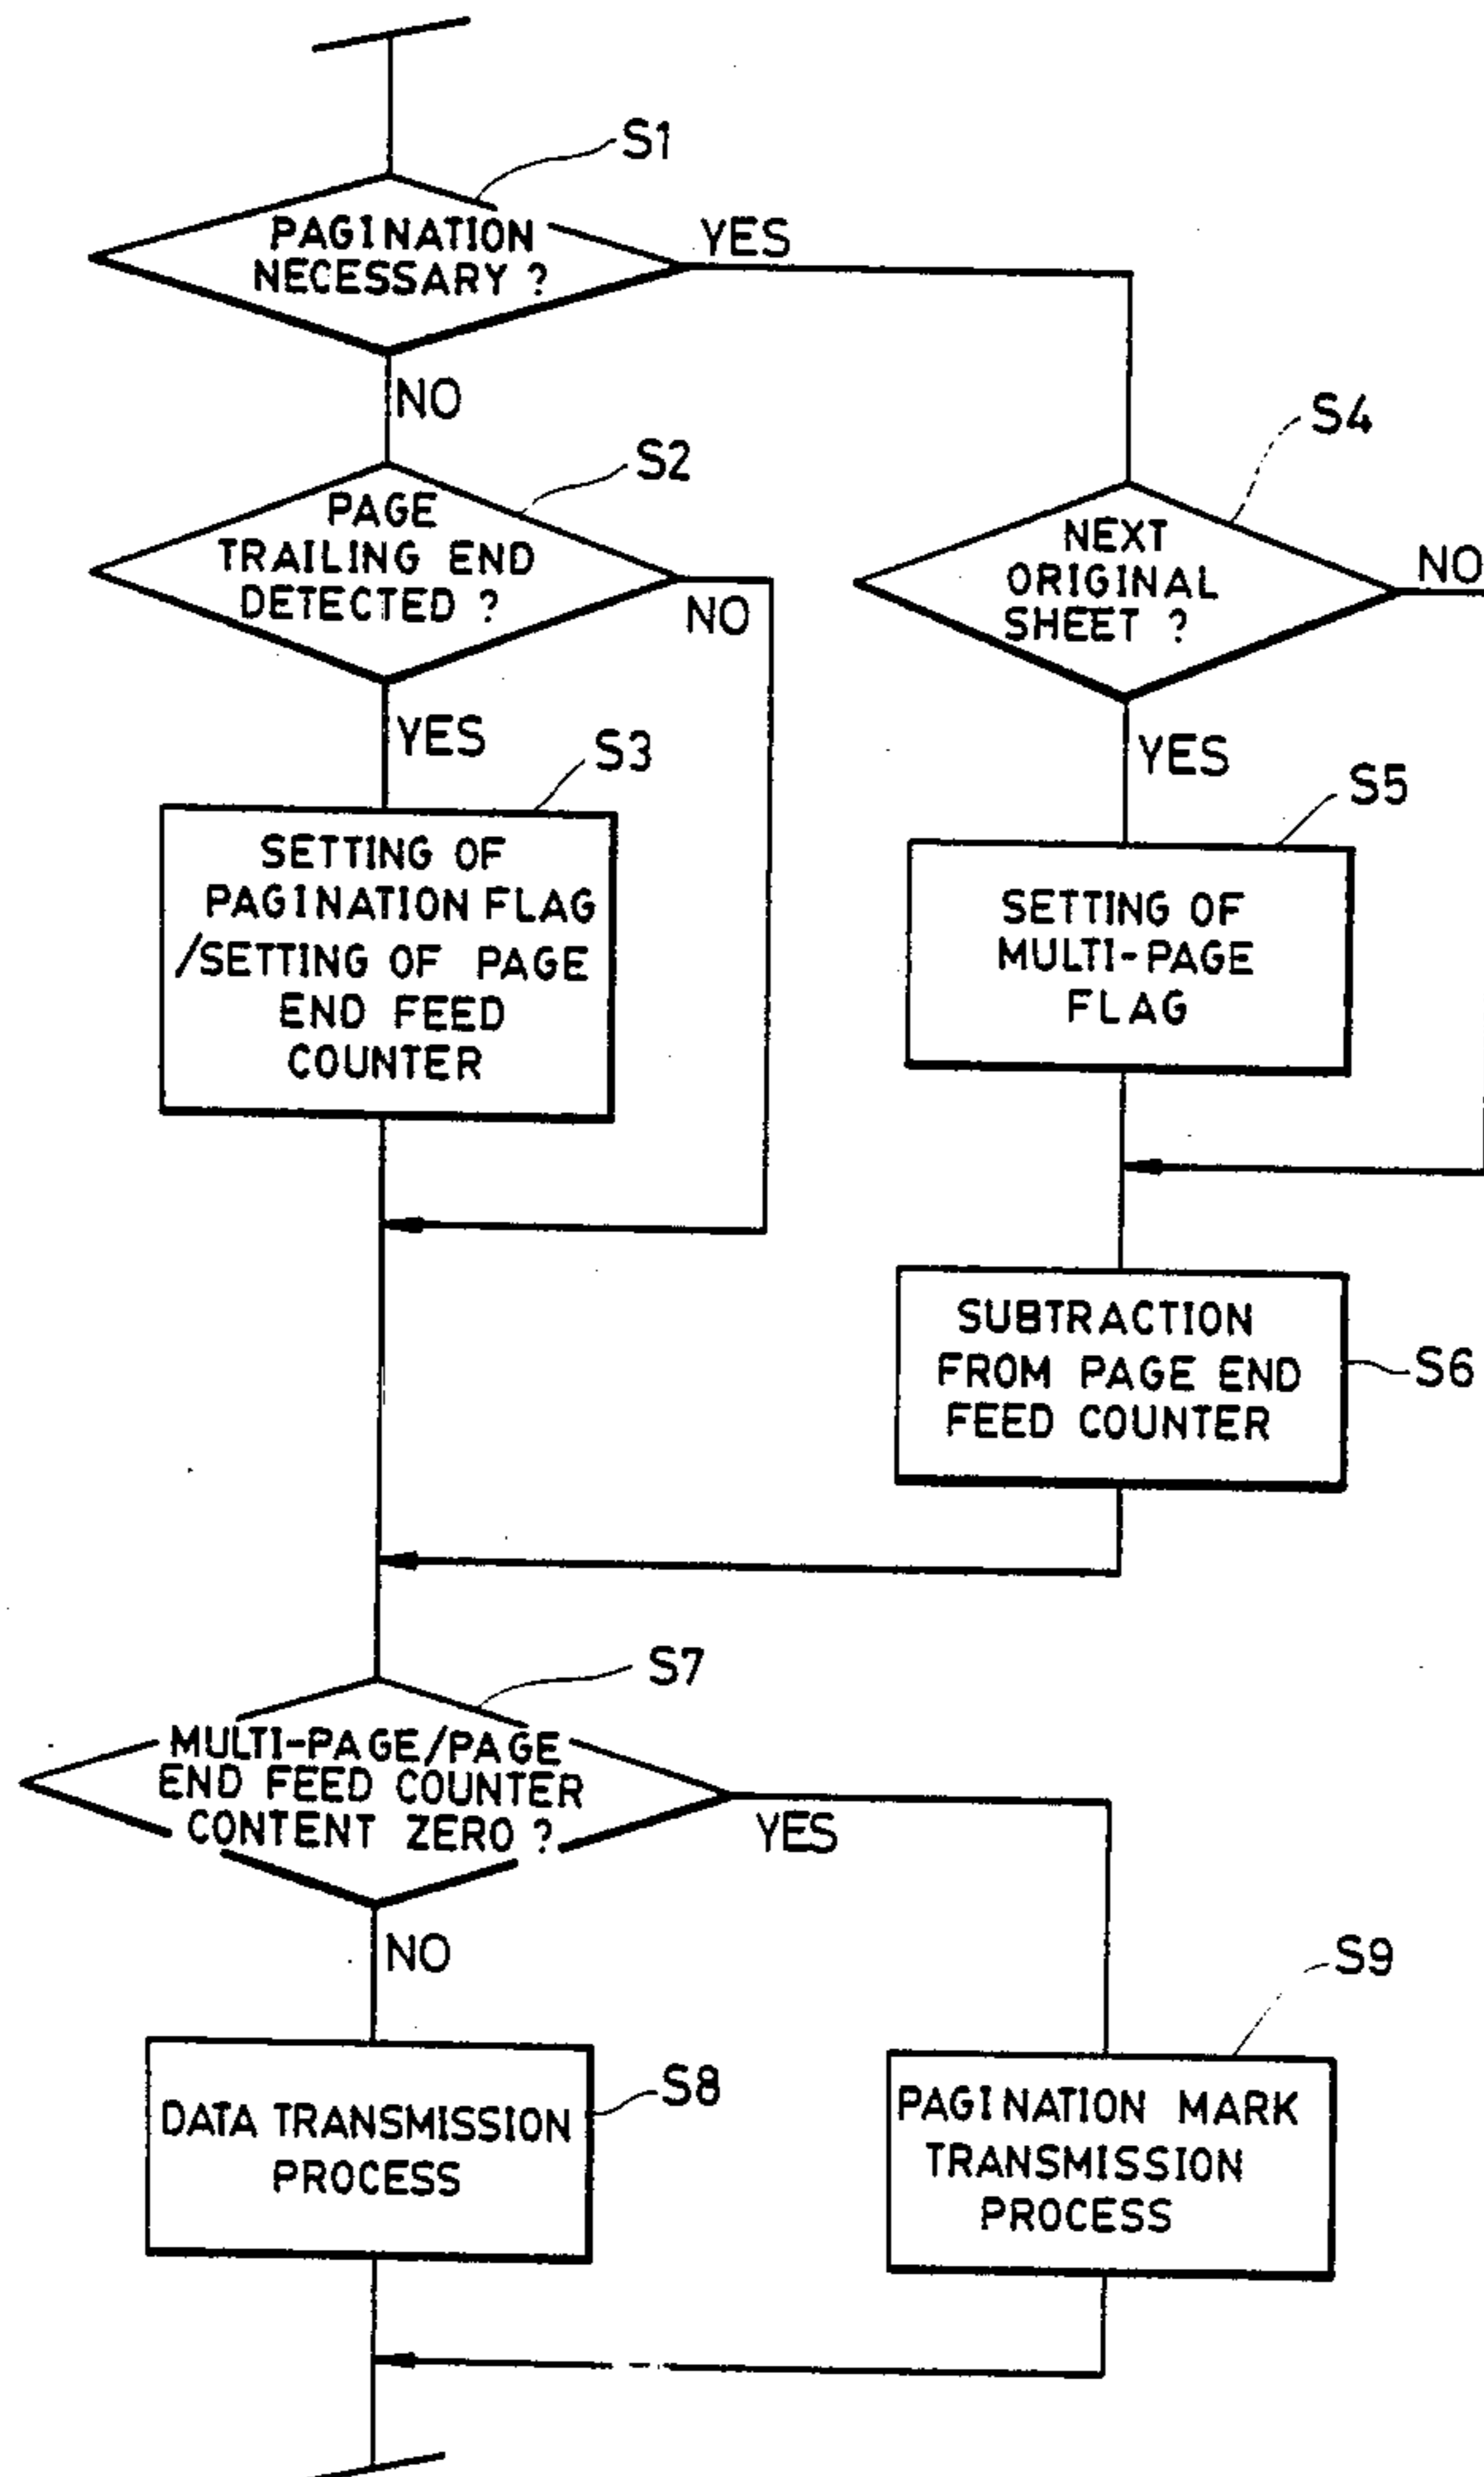 S1
PAGINATION
NECESSARY ?
YES
NO
S2
PAGE
TRAILING END
DETECTED ?
NO
YES
S4
NEXT
ORIGINAL
SHEET ?
NO
YES
S3
SETTING OF
PAGINATION FLAG
/SETTING OF PAGE
END FEED
COUNTER
S5
SETTING OF
MULTI-PAGE
FLAG
SUBTRACTION
FROM PAGE END
FEED COUNTER
S6
S7
MULTI-PAGE/PAGE
END FEED COUNTER
CONTENT ZERO ?
YES
NO
S8
DATA TRANSMISSION
PROCESS
S9
PAGINATION MARK
TRANSMISSION
PROCESS